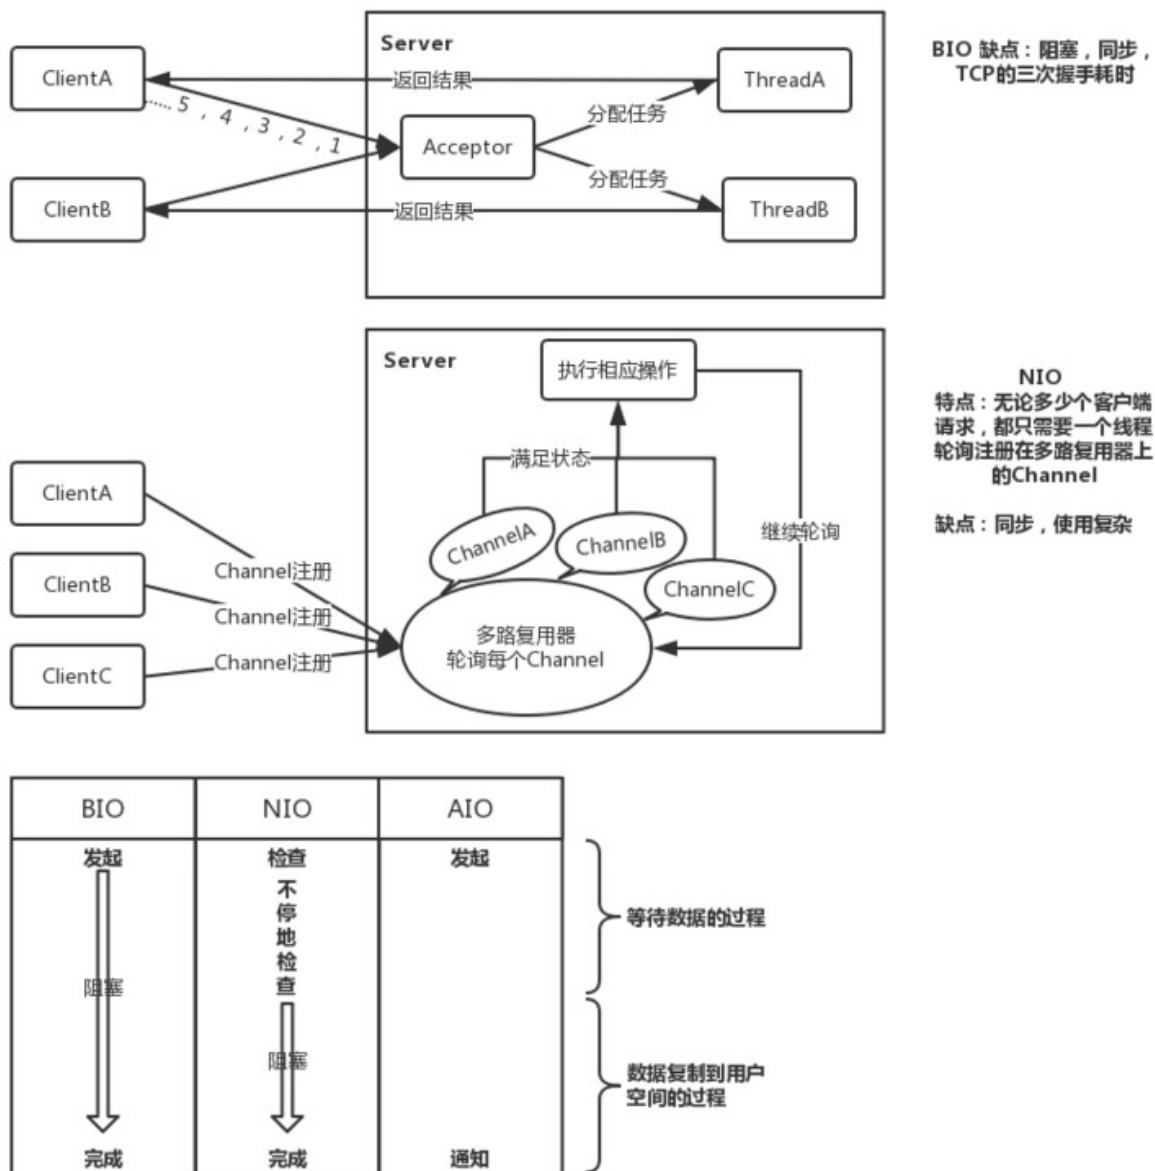 Server
ClientA
返回结果
ThreadA
分配任务
...... 5 , 4 , 3 , 2 , 1
Acceptor
分配任务
ClientB
返回结果
ThreadB
BIO 缺点：阻塞，同步，
TCP的三次握手耗时
Server
执行相应操作
满足状态
ClientA
ClientB
ClientC
Channel注册
Channel注册
Channel注册
ChannelA
ChannelB
ChannelC
多路复用器
轮询每个Channel
继续轮询
NIO
特点：无论多少个客户端
请求，都只需要一个线程
轮询注册在多路复用器上
的Channel
缺点：同步，使用复杂
BIO
NIO
AIO
发起
阻塞
完成
检查
不
停
地
检
查
阻塞
完成
发起
通知
等待数据的过程
数据复制到用户
空间的过程